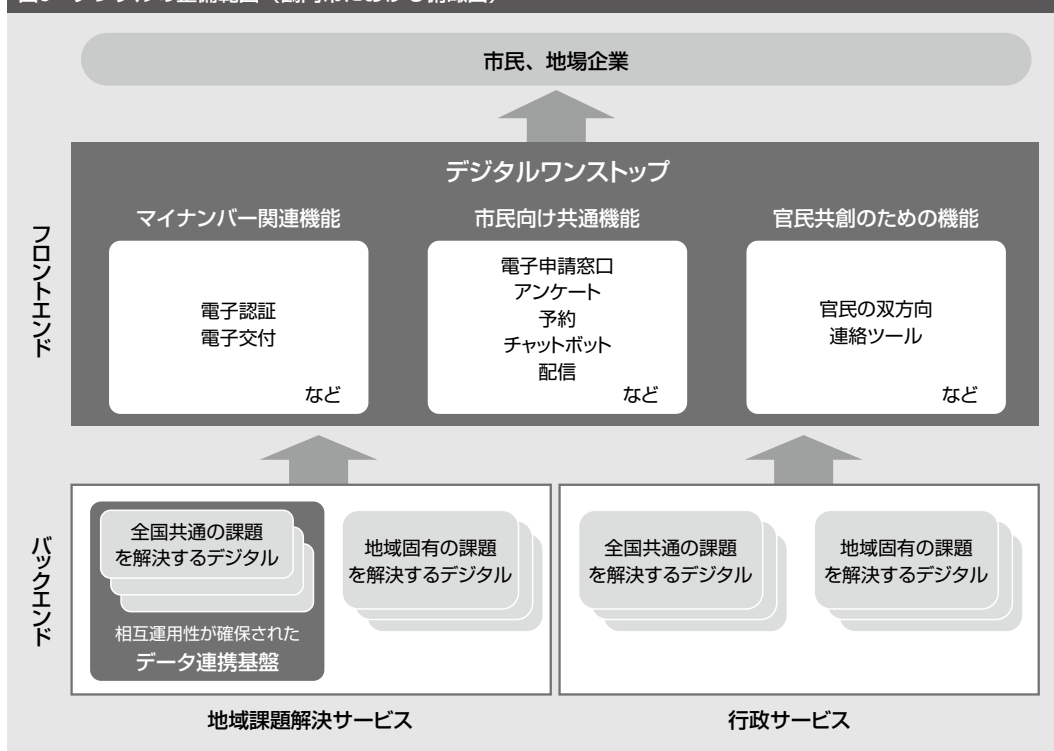 市民、地場企業
デジタルワンストップ
フロントエンド
マイナンバー関連機能
電子認証
電子交付
など
市民向け共通機能
電子申請窓口
アンケート
予約
チャットボット
配信
など
官民共創のための機能
官民の双方向
連絡ツール
など
バックエンド
全国共通の課題
を解決するデジタル
相互運用性が確保された
データ連携基盤
地域固有の課題
を解決するデジタル
地域課題解決サービス
全国共通の課題
を解決するデジタル
地域固有の課題
を解決するデジタル
行政サービス